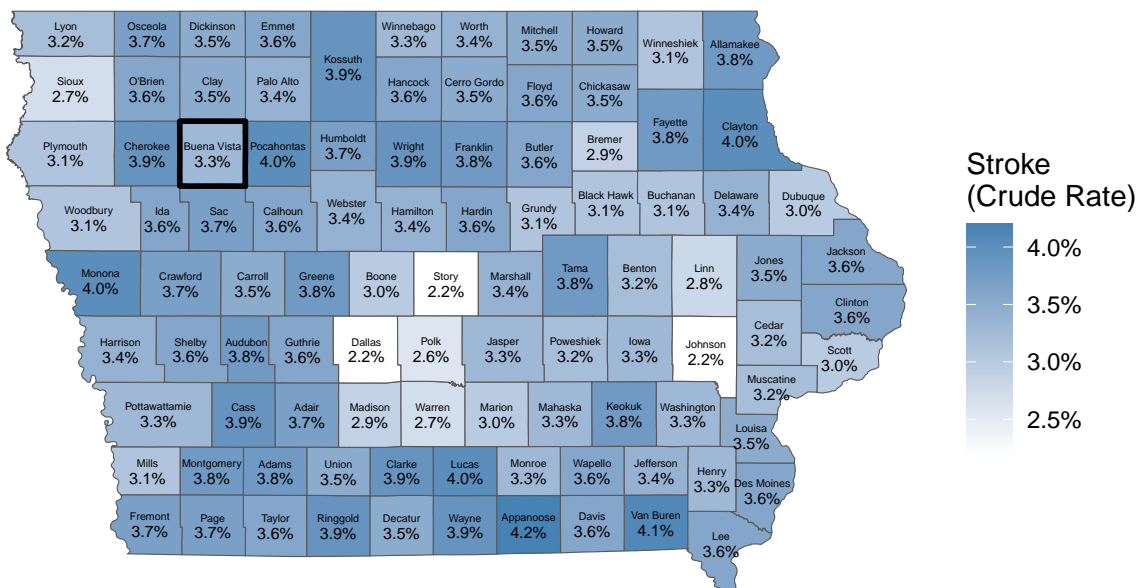 Lyon
3.2%
Osceola
3.7%
Dickinson
3.5%
Emmet
3.6%
Kossuth
3.9%
Winnebago
3.3%
Worth
3.4%
Mitchell
3.5%
Howard
3.5%
Winneshiek
3.1%
Allamakee
3.8%
Sioux
2.7%
O'Brien
3.6%
Clay
3.5%
Palo Alto
3.4%
Hancock
3.6%
Cerro Gordo
3.5%
Floyd
3.6%
Chickasaw
3.5%
Plymouth
3.1%
Cherokee
3.9%
Buena Vista
3.3%
Pocahontas
4.0%
Humboldt
3.7%
Wright
3.9%
Franklin
3.8%
Butler
3.6%
Bremer
2.9%
Fayette
3.8%
Clayton
4.0%
Woodbury
3.1%
Ida
3.6%
Sac
3.7%
Calhoun
3.6%
Webster
3.4%
Hamilton
3.4%
Hardin
3.6%
Grundy
3.1%
Black Hawk
3.1%
Buchanan
3.1%
Delaware
3.4%
Dubuque
3.0%
Monona
4.0%
Crawford
3.7%
Carroll
3.5%
Greene
3.8%
Boone
3.0%
Story
2.2%
Marshall
3.4%
Tama
3.8%
Benton
3.2%
Linn
2.8%
Jones
3.5%
Jackson
3.6%
Clinton
3.6%
Harrison
3.4%
Shelby
3.6%
Audubon
3.8%
Guthrie
3.6%
Dallas
2.2%
Polk
2.6%
Jasper
3.3%
Poweshiek
3.2%
Iowa
3.3%
Johnson
2.2%
Cedar
3.2%
Scott
3.0%
Muscatine
3.2%
Pottawattamie
3.3%
Cass
3.9%
Adair
3.7%
Madison
2.9%
Warren
2.7%
Marion
3.0%
Mahaska
3.3%
Keokuk
3.8%
Washington
3.3%
Louisa
3.5%
Mills
3.1%
Montgomery
3.8%
Adams
3.8%
Union
3.5%
Clarke
3.9%
Lucas
4.0%
Monroe
3.3%
Wapello
3.6%
Jefferson
3.4%
Henry
3.3%
Des Moines
3.6%
Fremont
3.7%
Page
3.7%
Taylor
3.6%
Ringgold
3.9%
Decatur
3.5%
Wayne
3.9%
Appanoose
4.2%
Davis
3.6%
Van Buren
4.1%
Lee
3.6%
Stroke
(Crude Rate)
4.0%
3.5%
3.0%
2.5%